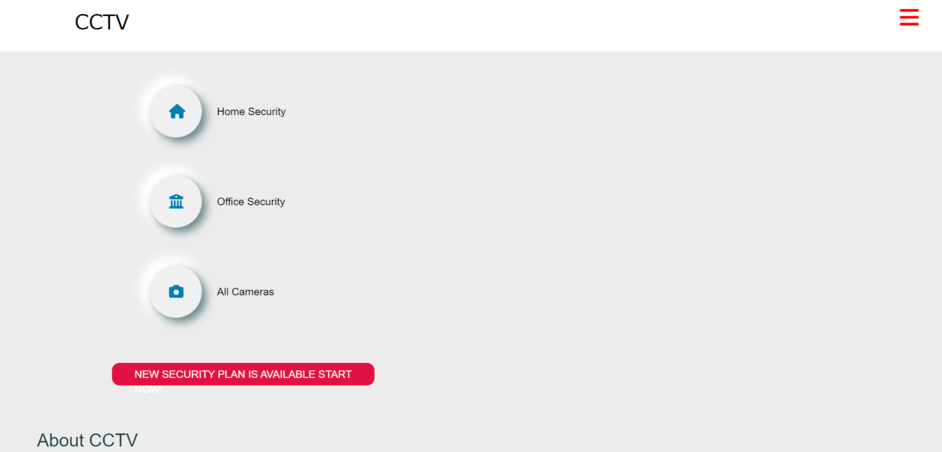 CCTV
Home Security
Office Security
All Cameras
NEW SECURITY PLAN IS AVAILABLE START
NOW!
About CCTV